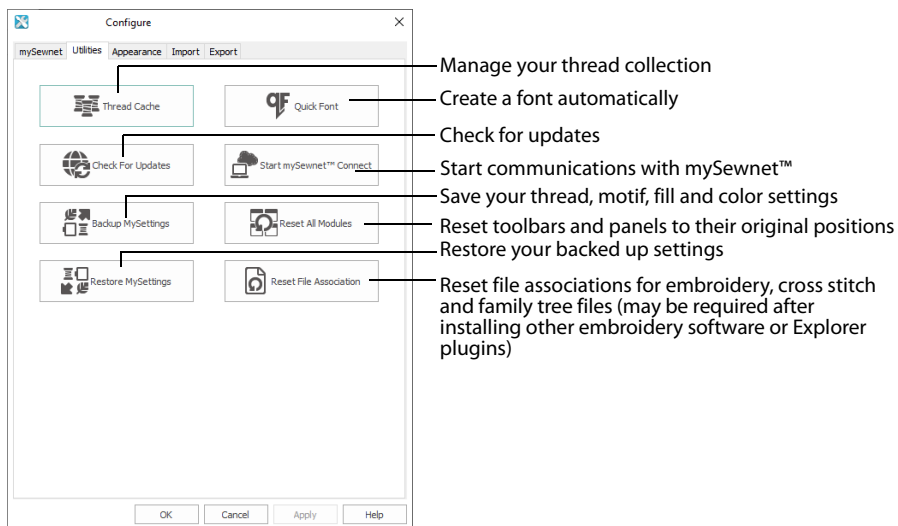 Configure
mySewnet Utilities Appearance Import Export
Thread Cache
Quick Font
Check For Updates
Start mySewnet™ Connect
Backup MySettings
Reset All Modules
Restore MySettings
Reset File Association
OK Cancel Apply Help
Manage your thread collection
Create a font automatically
Check for updates
Start communications with mySewnet™
Save your thread, motif, fill and color settings
Reset toolbars and panels to their original positions
Restore your backed up settings
Reset file associations for embroidery, cross stitch
and family tree files (may be required after
installing other embroidery software or Explorer
plugins)